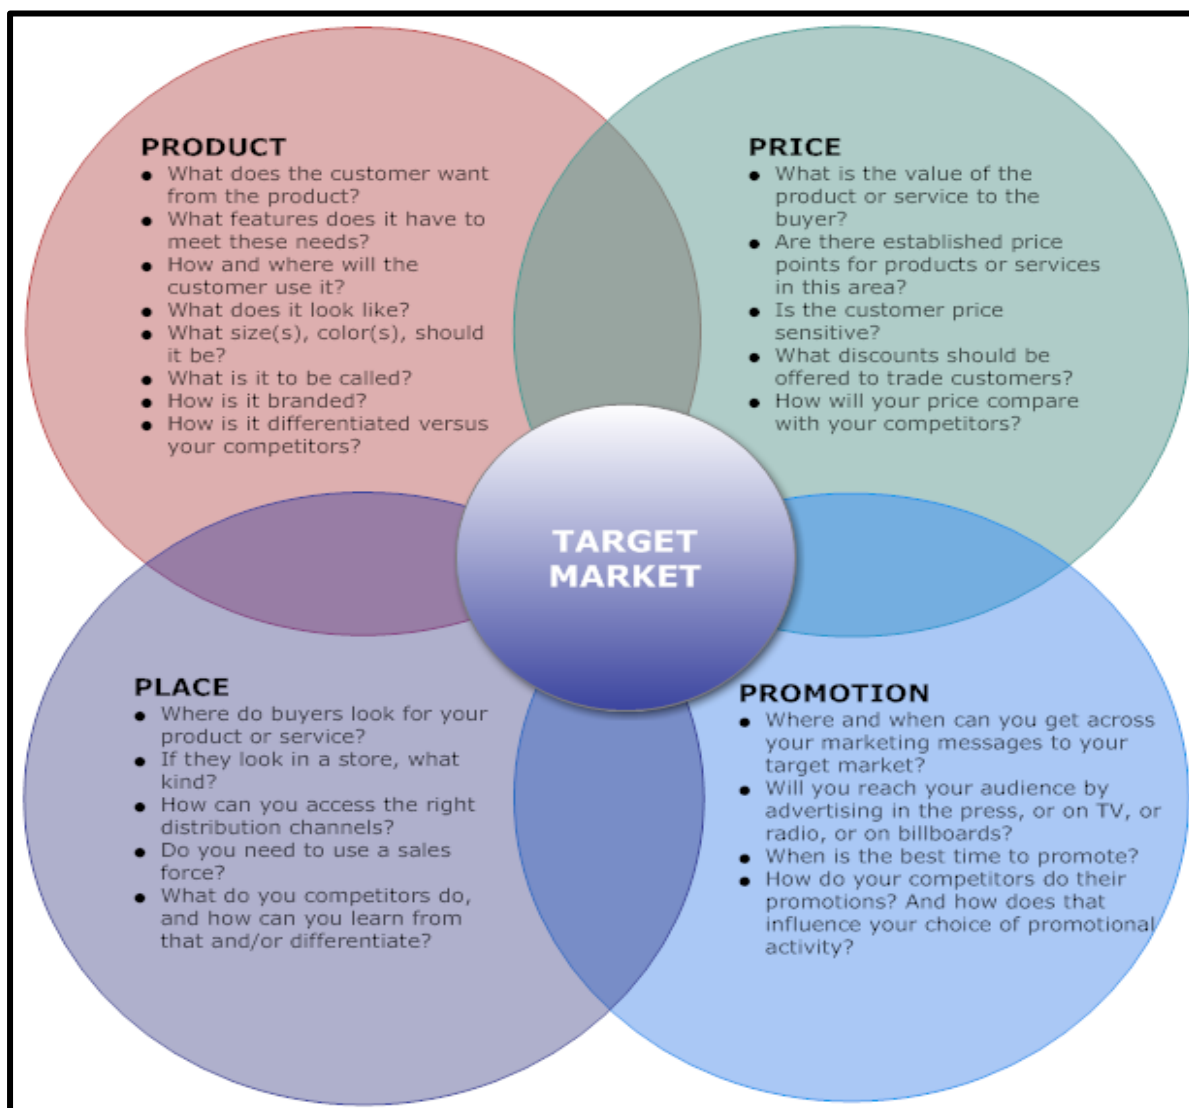 PRODUCT
● What does the customer want
from the product?
● What features does it have to
meet these needs?
● How and where will the
customer use it?
● What does it look like?
● What size(s), color(s), should
it be?
● What is it to be called?
● How is it branded?
● How is it differentiated versus
your competitors?
PRICE
● What is the value of the
product or service to the
buyer?
● Are there established price
points for products or services
in this area?
● Is the customer price
sensitive?
● What discounts should be
offered to trade customers?
● How will your price compare
with your competitors?
TARGET
MARKET
PLACE
● Where do buyers look for your
product or service?
● If they look in a store, what
kind?
● How can you access the right
distribution channels?
● Do you need to use a sales
force?
● What do you competitors do,
and how can you learn from
that and/or differentiate?
PROMOTION
● Where and when can you get across
your marketing messages to your
target market?
● Will you reach your audience by
advertising in the press, or on TV, or
radio, or on billboards?
● When is the best time to promote?
● How do your competitors do their
promotions? And how does that
influence your choice of promotional
activity?